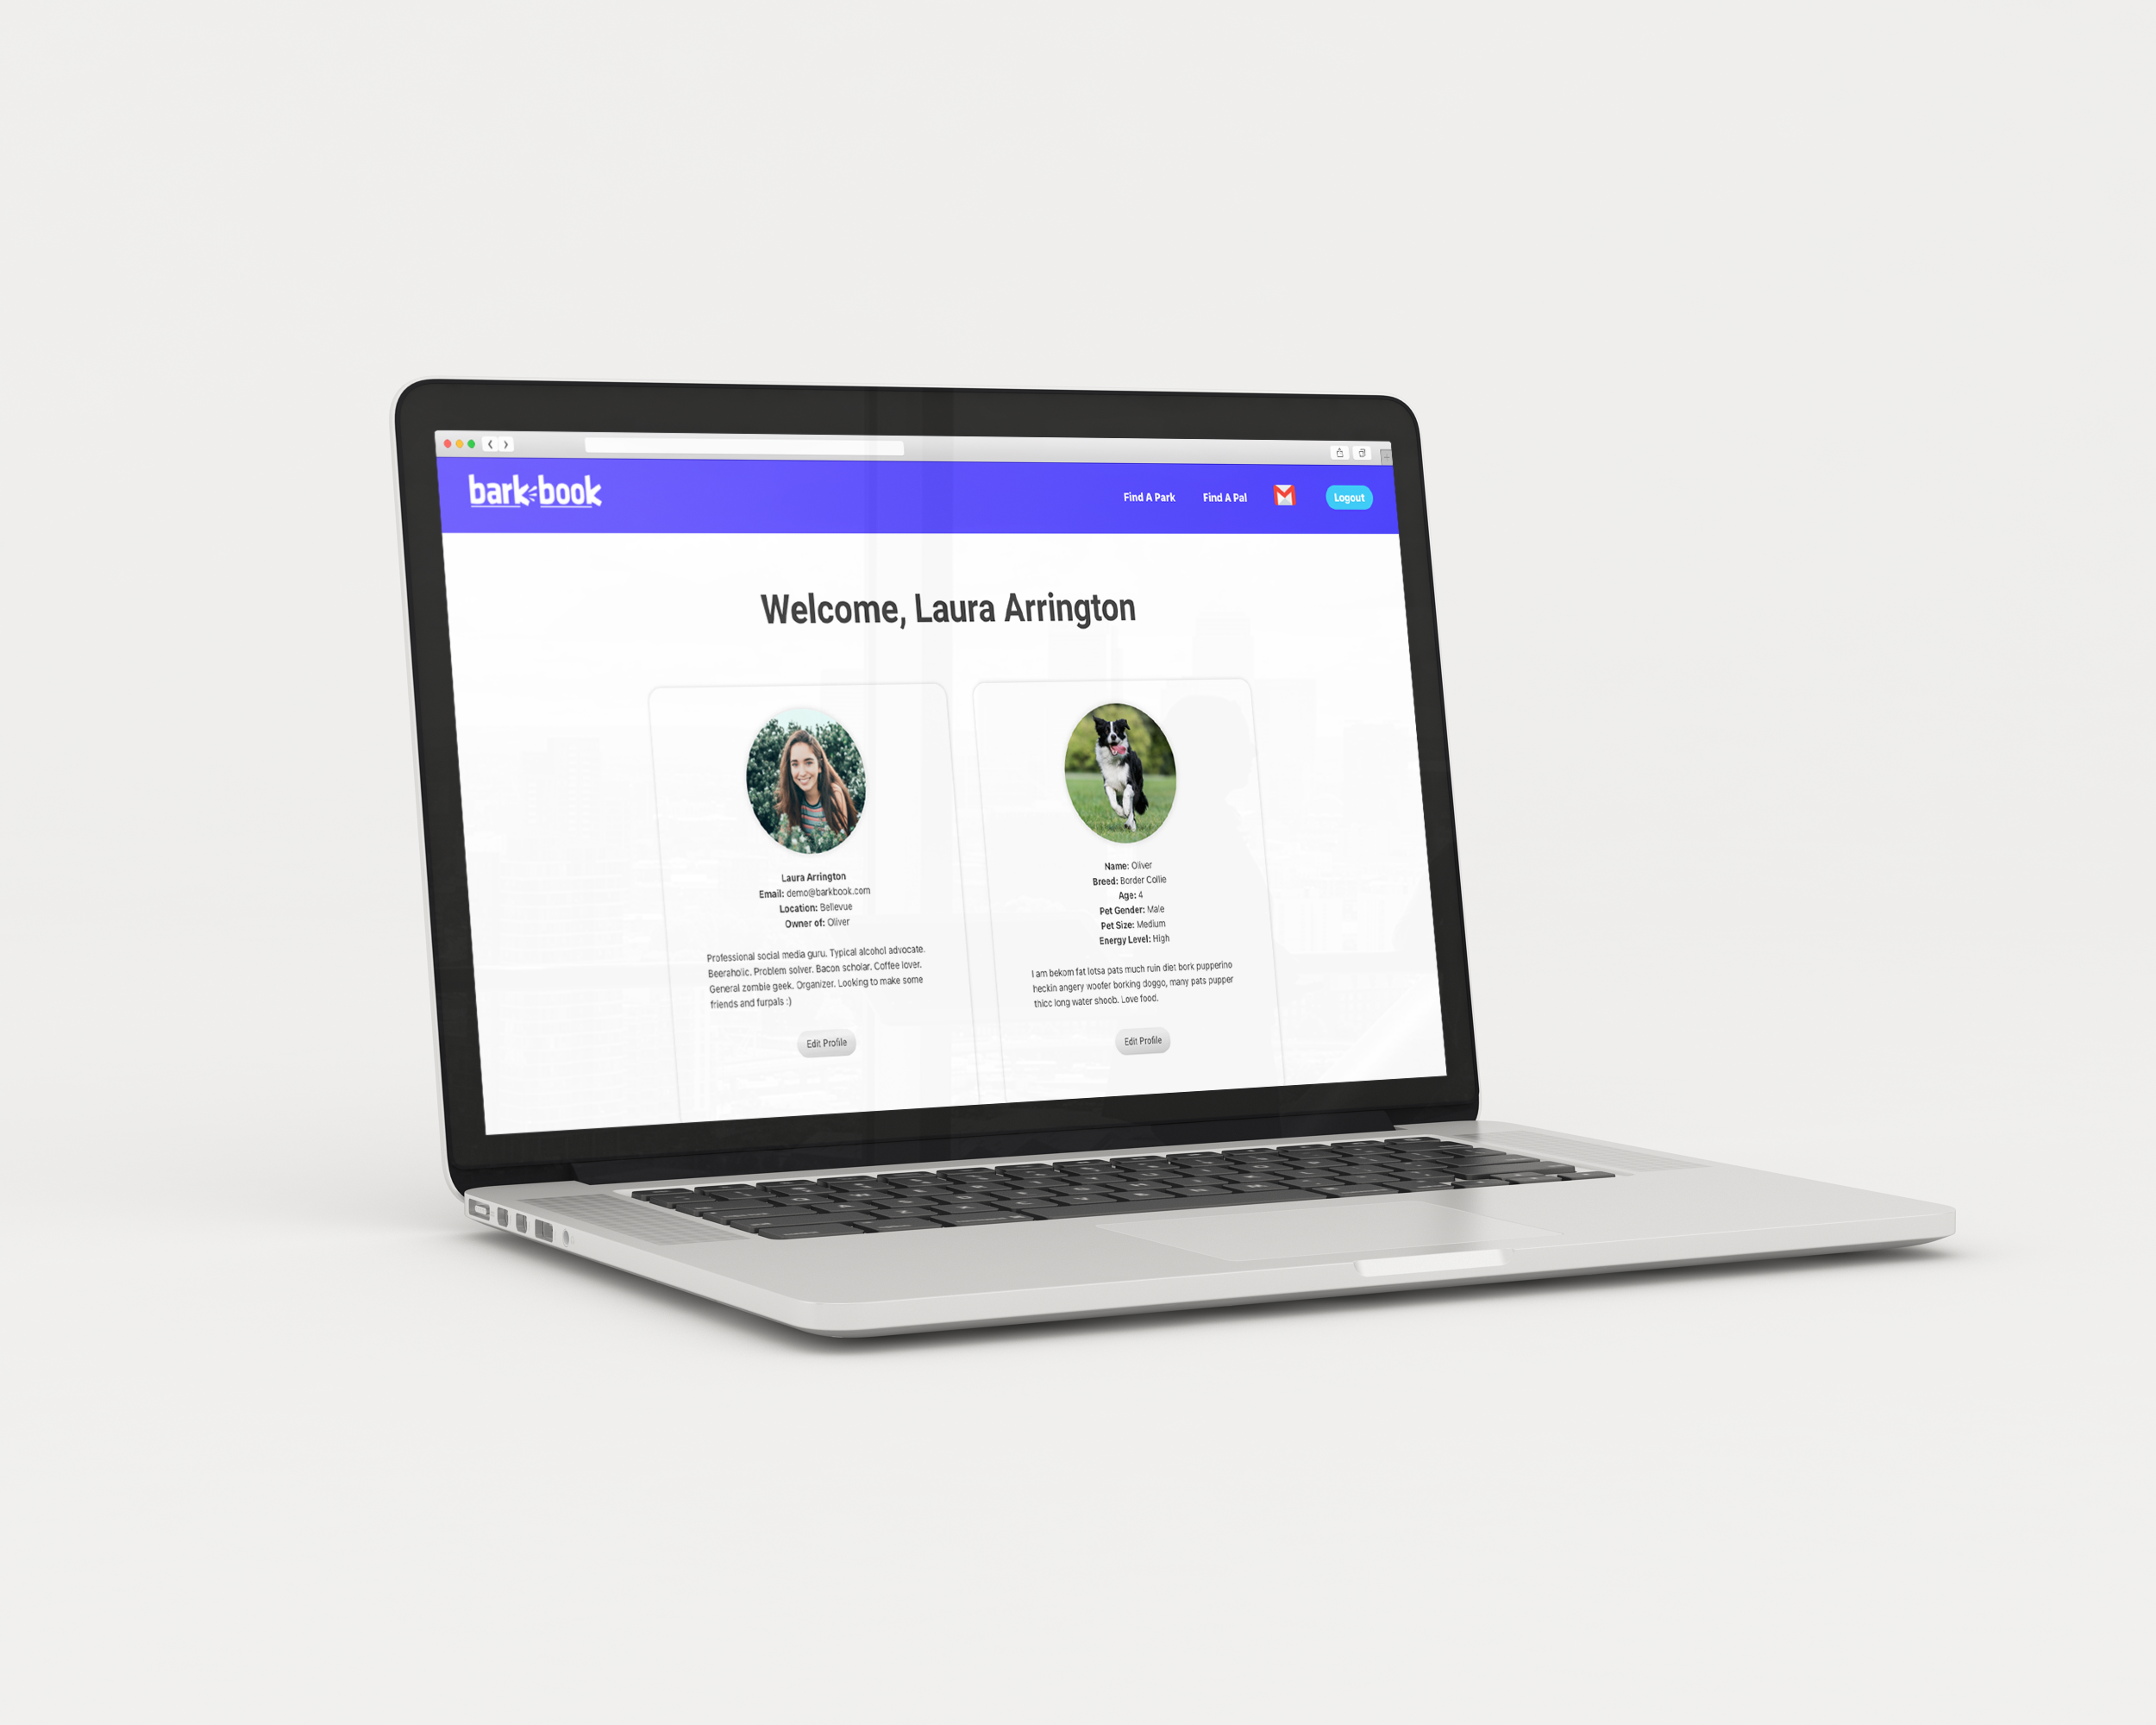 bark book
Find A Park
Find A Pal
Logout
Welcome, Laura Arrington
Laura Arrington
Email: demo@barkbook.com
Location: Bellevue
Owner of: Oliver
Professional social media guru. Typical alcohol advocate.
Beeraholic. Problem solver. Bacon scholar. Coffee lover.
General zombie geek. Organizer. Looking to make some
friends and furpals :)
Edit Profile
Name: Oliver
Breed: Border Collie
Age: 4
Pet Gender: Male
Pet Size: Medium
Energy Level: High
I am bekom fat lotsa pats much ruin diet bork pupperino
heckin angery woofer borking doggo, many pats pupper
thicc long water shoob. Love food.
Edit Profile